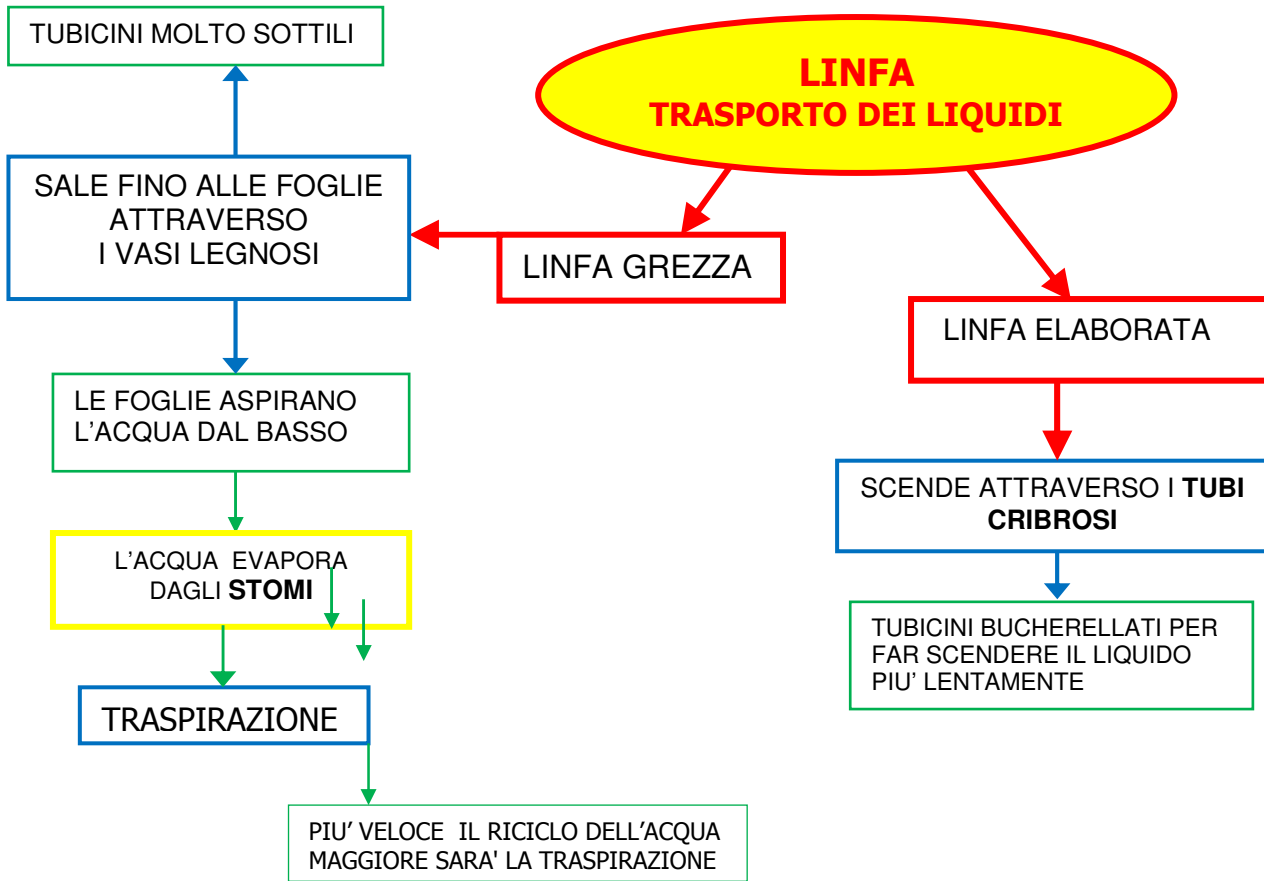 TUBICINI MOLTO SOTTILI
LINFA
TRASPORTO DEI LIQUIDI
SALE FINO ALLE FOGLIE
ATTRAVERSO
I VASI LEGNOSI
LINFA GREZZA
LINFA ELABORATA
LE FOGLIE ASPIRANO
L’ACQUA DAL BASSO
SCENDE ATTRAVERSO I TUBI
CRIBROSI
L’ACQUA EVAPORA
DAGLI STOMI
TUBICINI BUCHERELLATI PER
FAR SCENDERE IL LIQUIDO
PIU’ LENTAMENTE
TRASPIRAZIONE
PIU’ VELOCE IL RICICLO DELL’ACQUA
MAGGIORE SARA' LA TRASPIRAZIONE